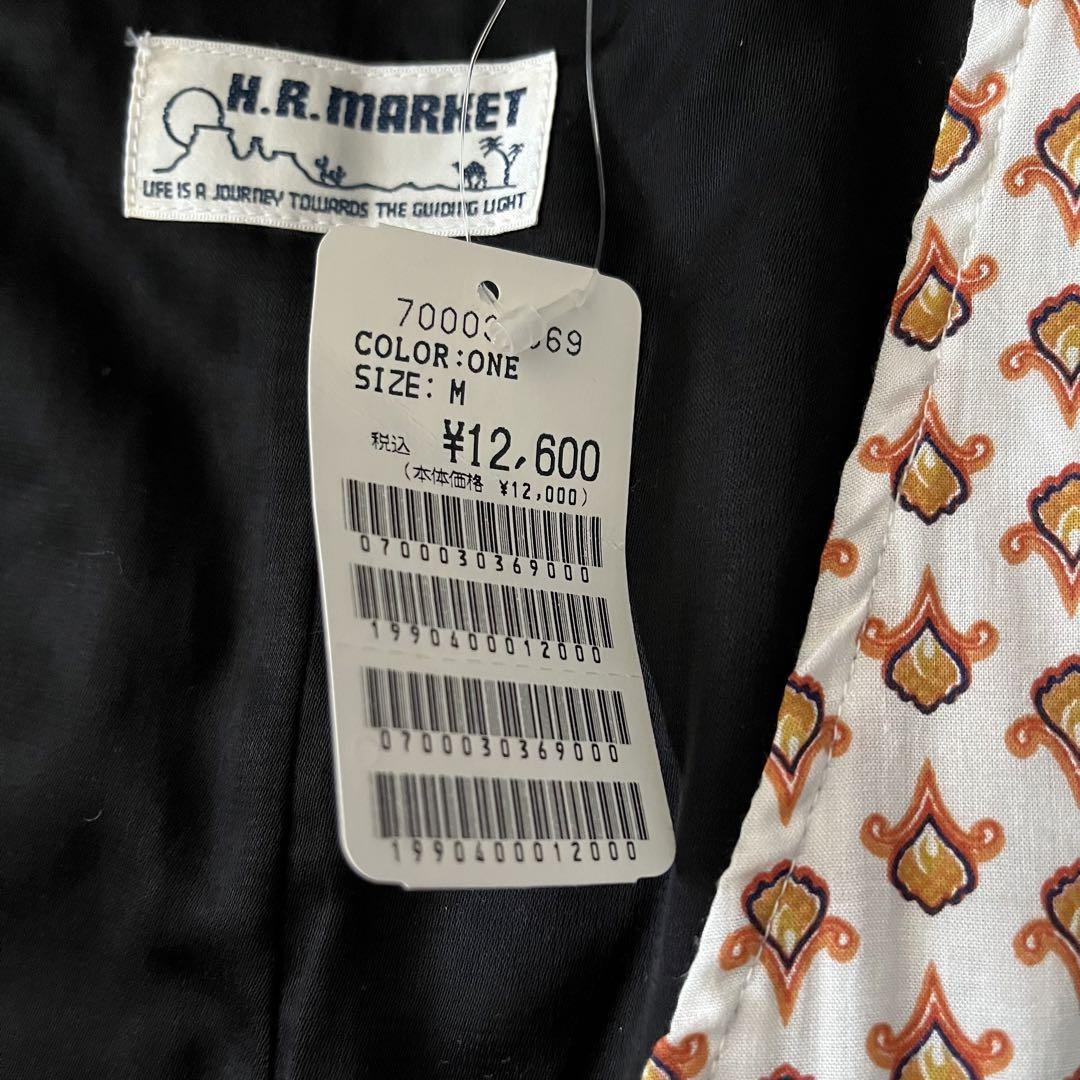 H.R.MARKET
LIFE IS A JOURNEY TOWARDS THE GUIDING LIGHT
COLOR:ONE
SIZE: M
税込 ¥12,600
(本体価格 ¥12,000)
0700030369000
1990400012000
0700030369000
1990400012000